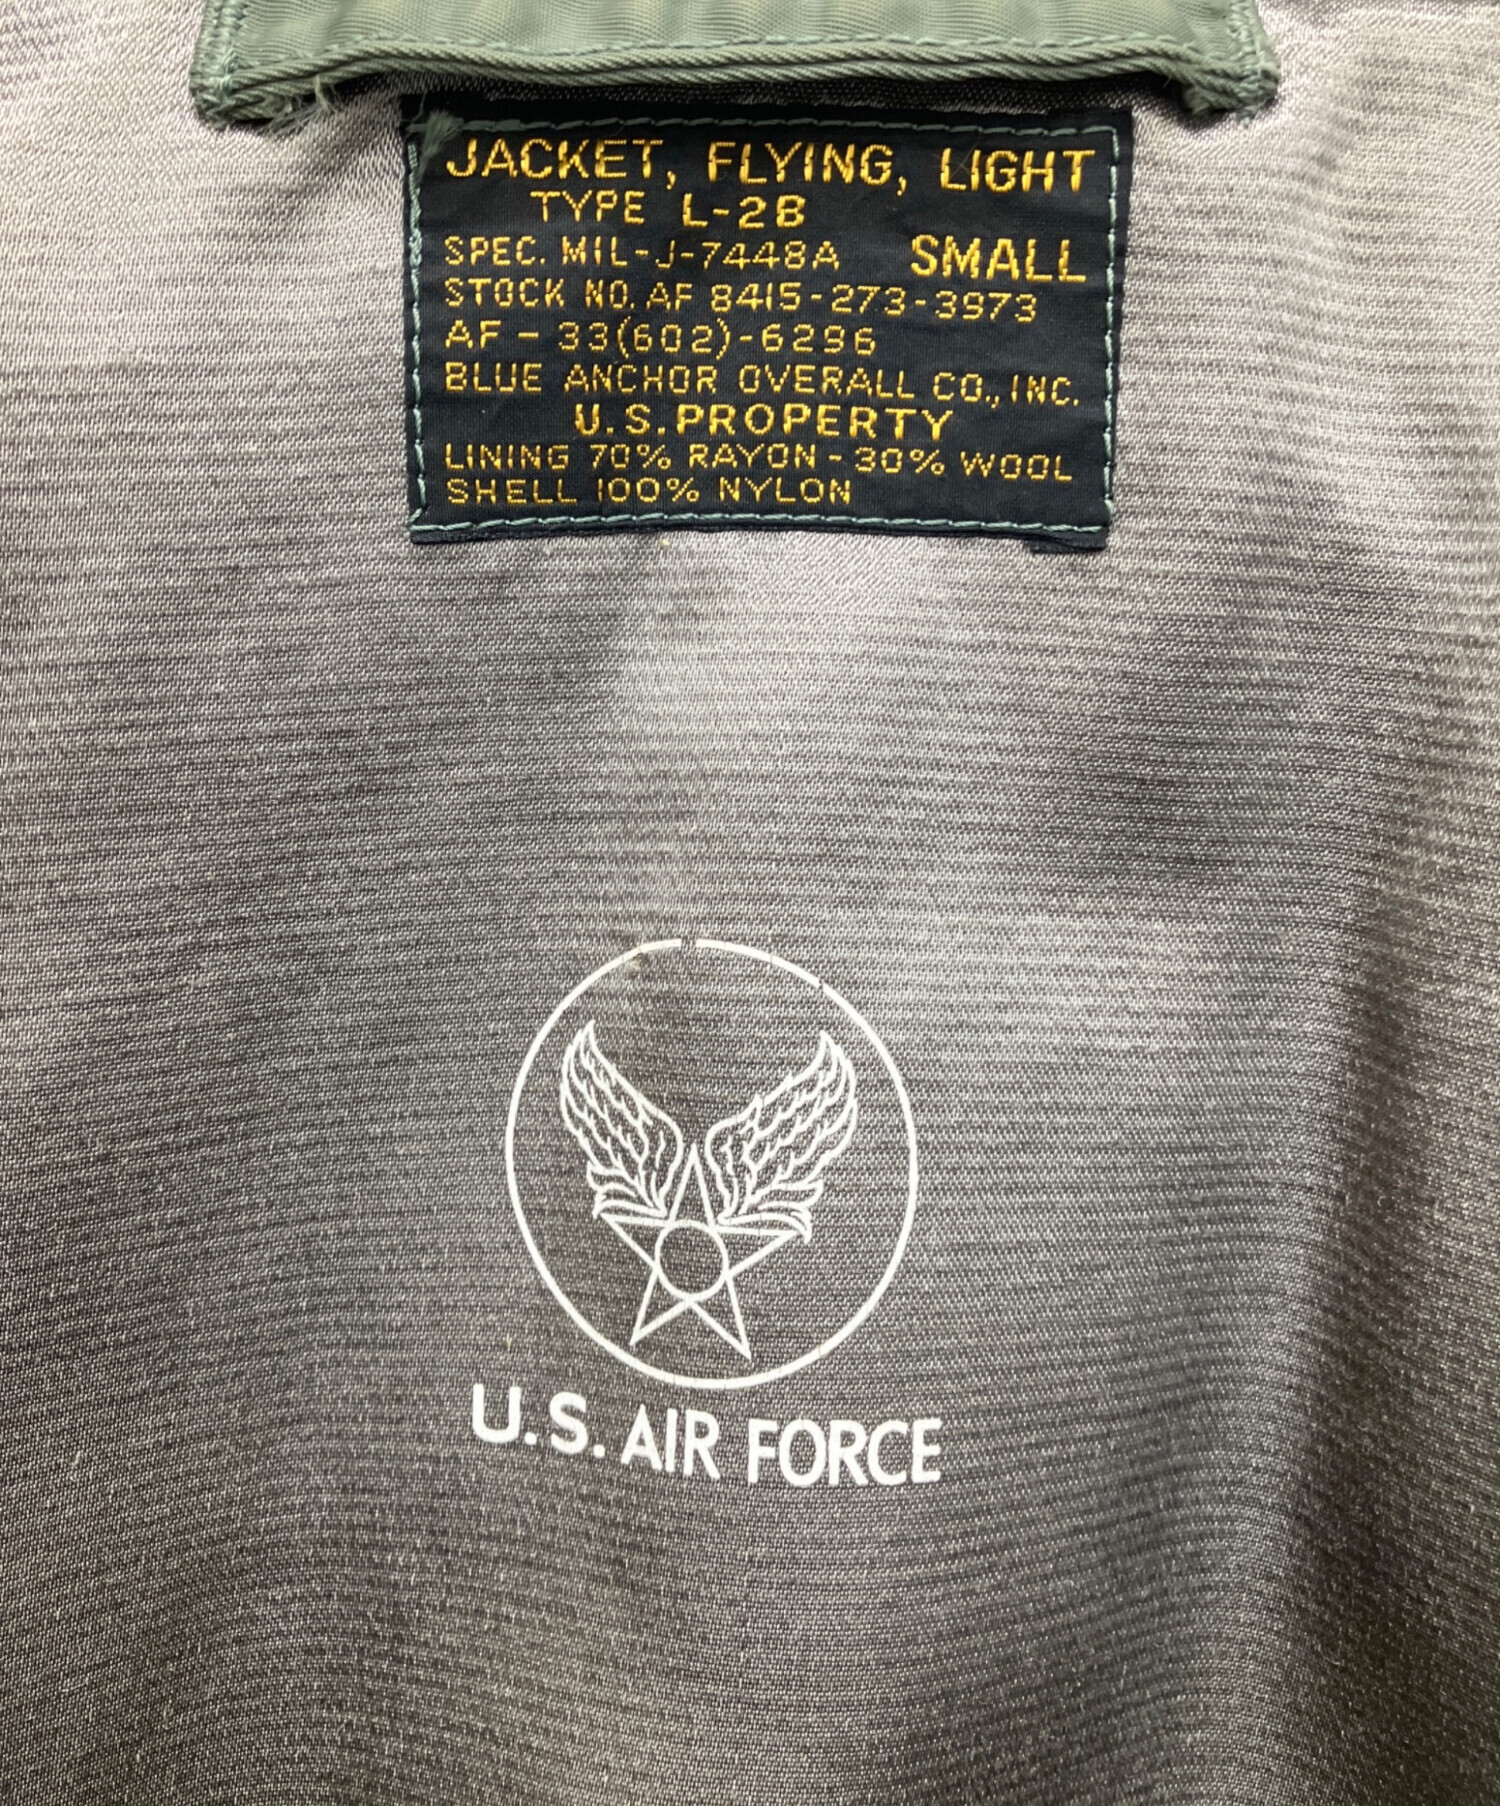 JACKET, FLYING, LIGHT
TYPE L-2B
SPEC. MIL-J-7448A SMALL
STOCK NO. AF 8415-273-3973
AF - 33(602)-6296
BLUE ANCHOR OVERALL CO., INC.
U.S. PROPERTY
LINING 70% RAYON - 30% WOOL
SHELL 100% NYLON
U.S. AIR FORCE